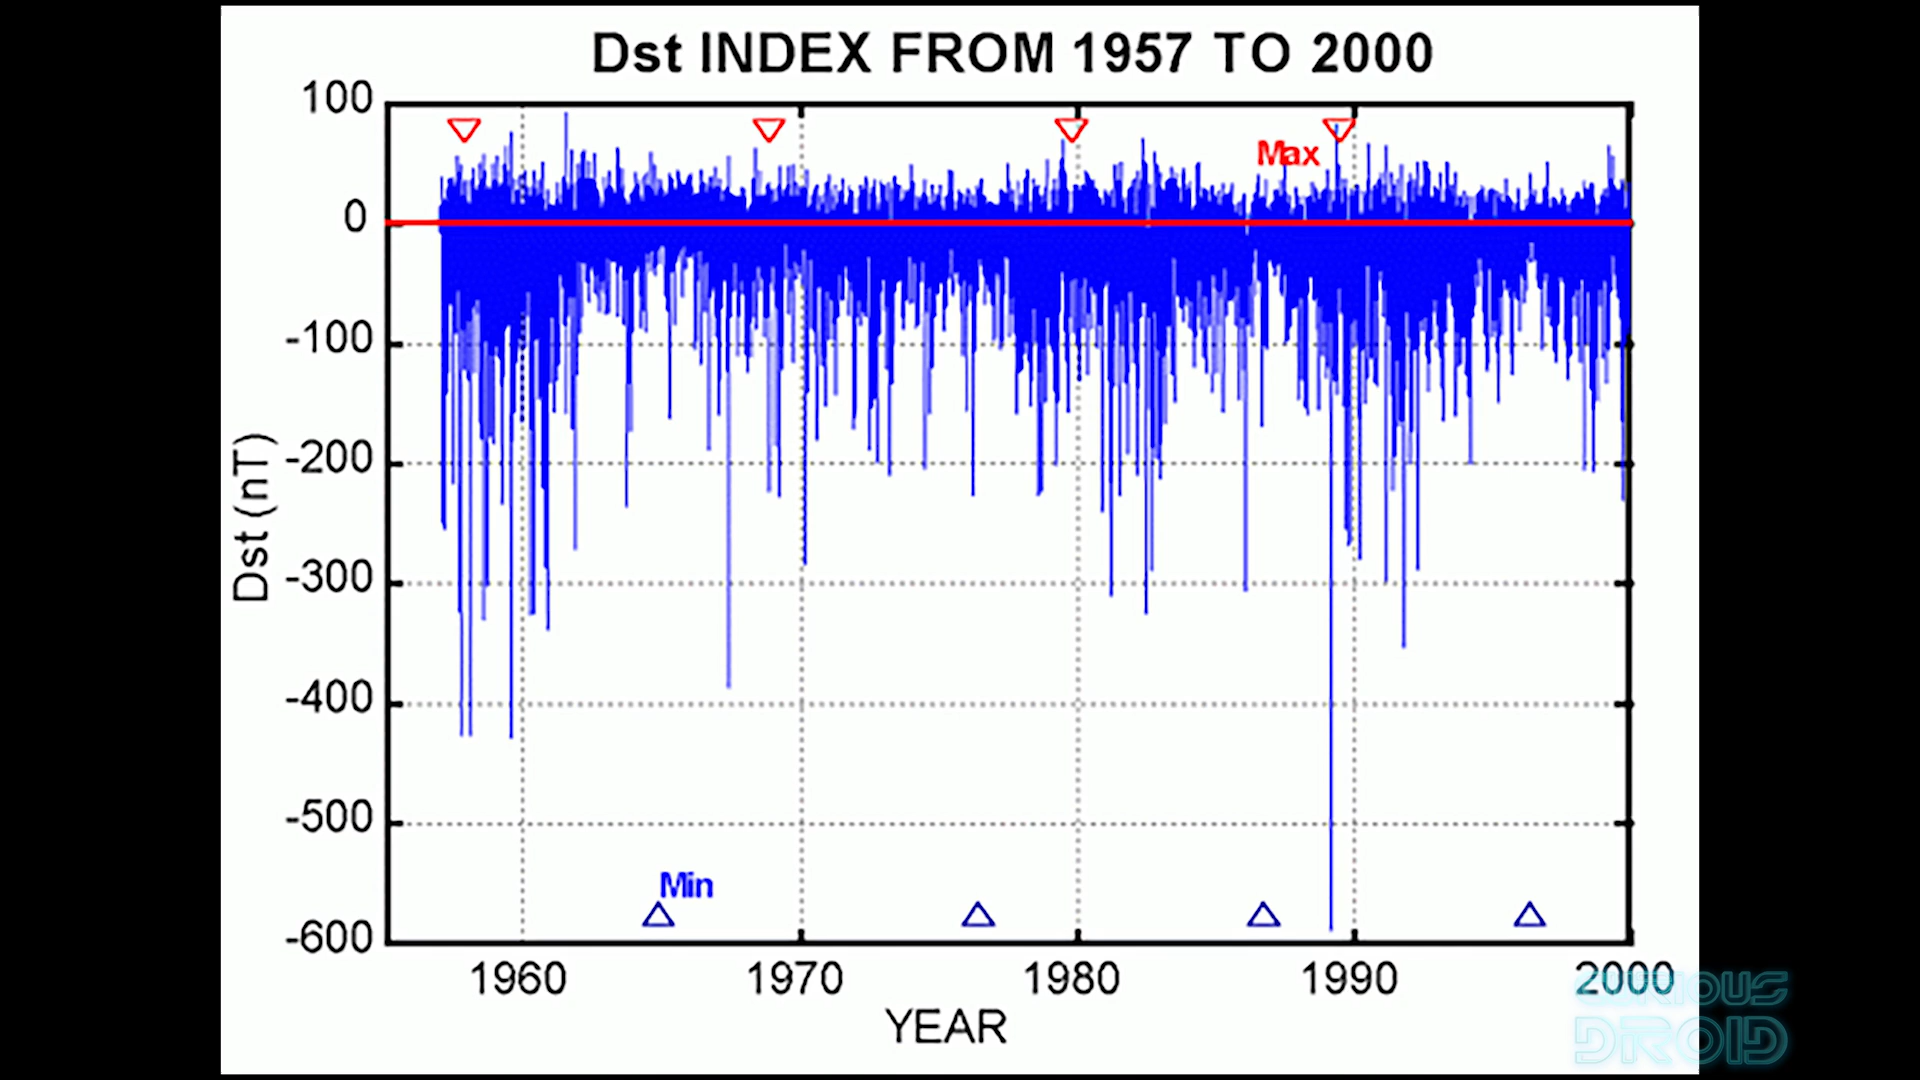 Dst INDEX FROM 1957 TO 2000
100
Max
0
-100
-200
Dst (nT)
-300
-400
-500
Min
-600
1960 1970 1980 1990 2000
YEAR
CURIOUS
DROID